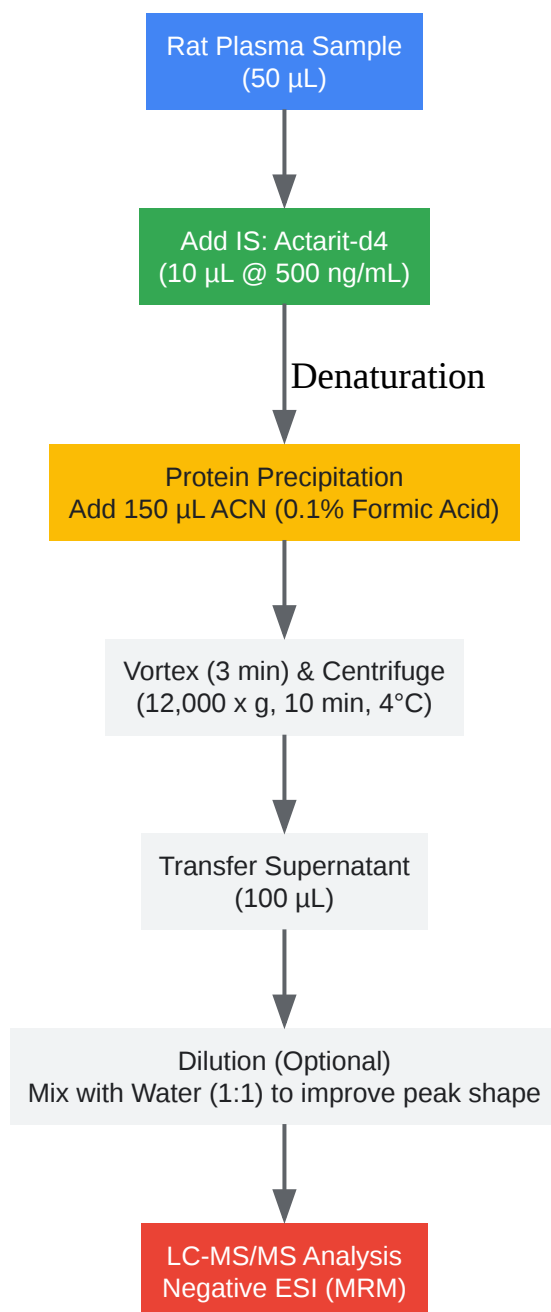 Rat Plasma Sample
(50 µL)
Add IS: Actarit-d4
(10 µL @ 500 ng/mL)
Denaturation
Protein Precipitation
Add 150 µL ACN (0.1% Formic Acid)
Vortex (3 min) & Centrifuge
(12,000 x g, 10 min, 4°C)
Transfer Supernatant
(100 µL)
Dilution (Optional)
Mix with Water (1:1) to improve peak shape
LC-MS/MS Analysis
Negative ESI (MRM)